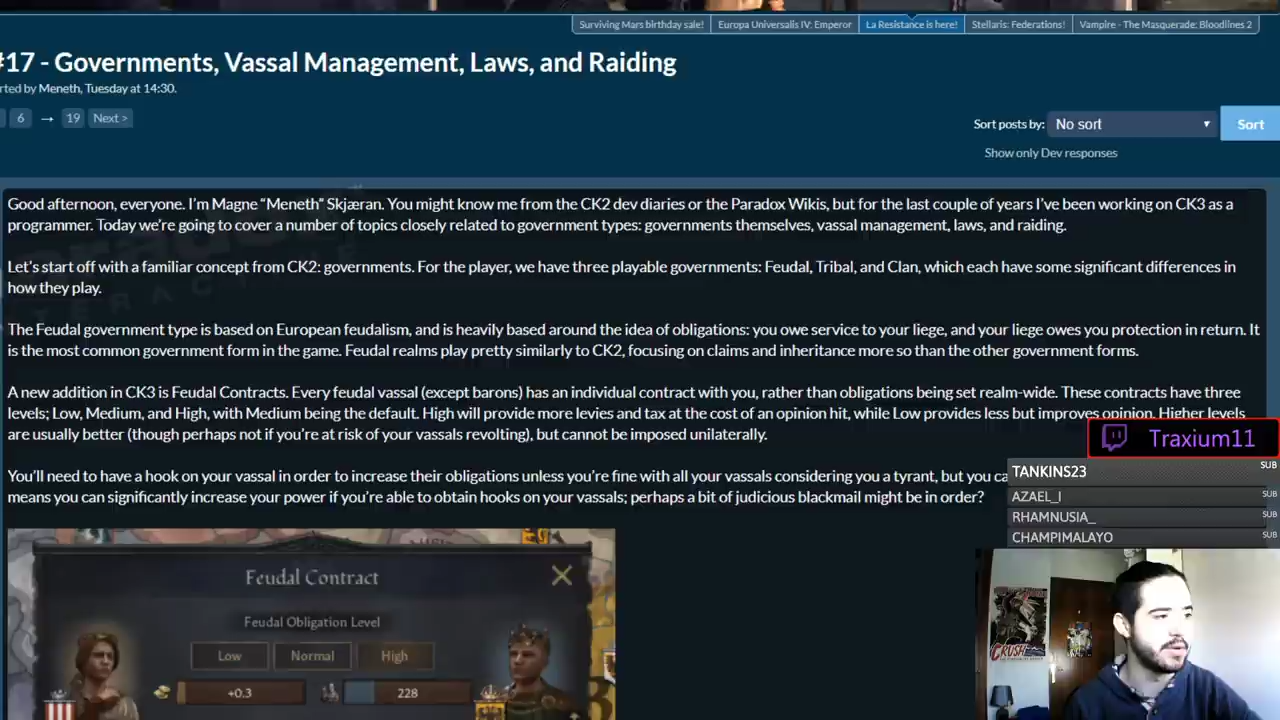 Surviving Mars birthday sale! Europa Universalis IV: Emperor La Resistance is here! Stellaris: Federations! Vampire - The Masquerade: Bloodlines 2
#17 - Governments, Vassal Management, Laws, and Raiding
rted by Meneth, Tuesday at 14:30.
6 → 19 Next >
Sort posts by: No sort Sort
Show only Dev responses
Good afternoon, everyone. I'm Magne “Meneth” Skjæran. You might know me from the CK2 dev diaries or the Paradox Wikis, but for the last couple of years I've been working on CK3 as a
programmer. Today we're going to cover a number of topics closely related to government types: governments themselves, vassal management, laws, and raiding.
Let's start off with a familiar concept from CK2: governments. For the player, we have three playable governments: Feudal, Tribal, and Clan, which each have some significant differences in
how they play.
The Feudal government type is based on European feudalism, and is heavily based around the idea of obligations: you owe service to your liege, and your liege owes you protection in return. It
is the most common government form in the game. Feudal realms play pretty similarly to CK2, focusing on claims and inheritance more so than the other government forms.
A new addition in CK3 is Feudal Contracts. Every feudal vassal (except barons) has an individual contract with you, rather than obligations being set realm-wide. These contracts have three
levels; Low, Medium, and High, with Medium being the default. High will provide more levies and tax at the cost of an opinion hit, while Low provides less but improves opinion. Higher levels
are usually better (though perhaps not if you're at risk of your vassals revolting), but cannot be imposed unilaterally.
You'll need to have a hook on your vassal in order to increase their obligations unless you're fine with all your vassals considering you a tyrant, but you ca
means you can significantly increase your power if you're able to obtain hooks on your vassals; perhaps a bit of judicious blackmail might be in order?
Traxium11
TANKINS23 SUB
AZAEL_I SUB
RHAMNUSIA_ SUB
CHAMPIMALAYO SUB
Feudal Contract
Feudal Obligation Level
Low Normal High
+0.3 228
CRUSH